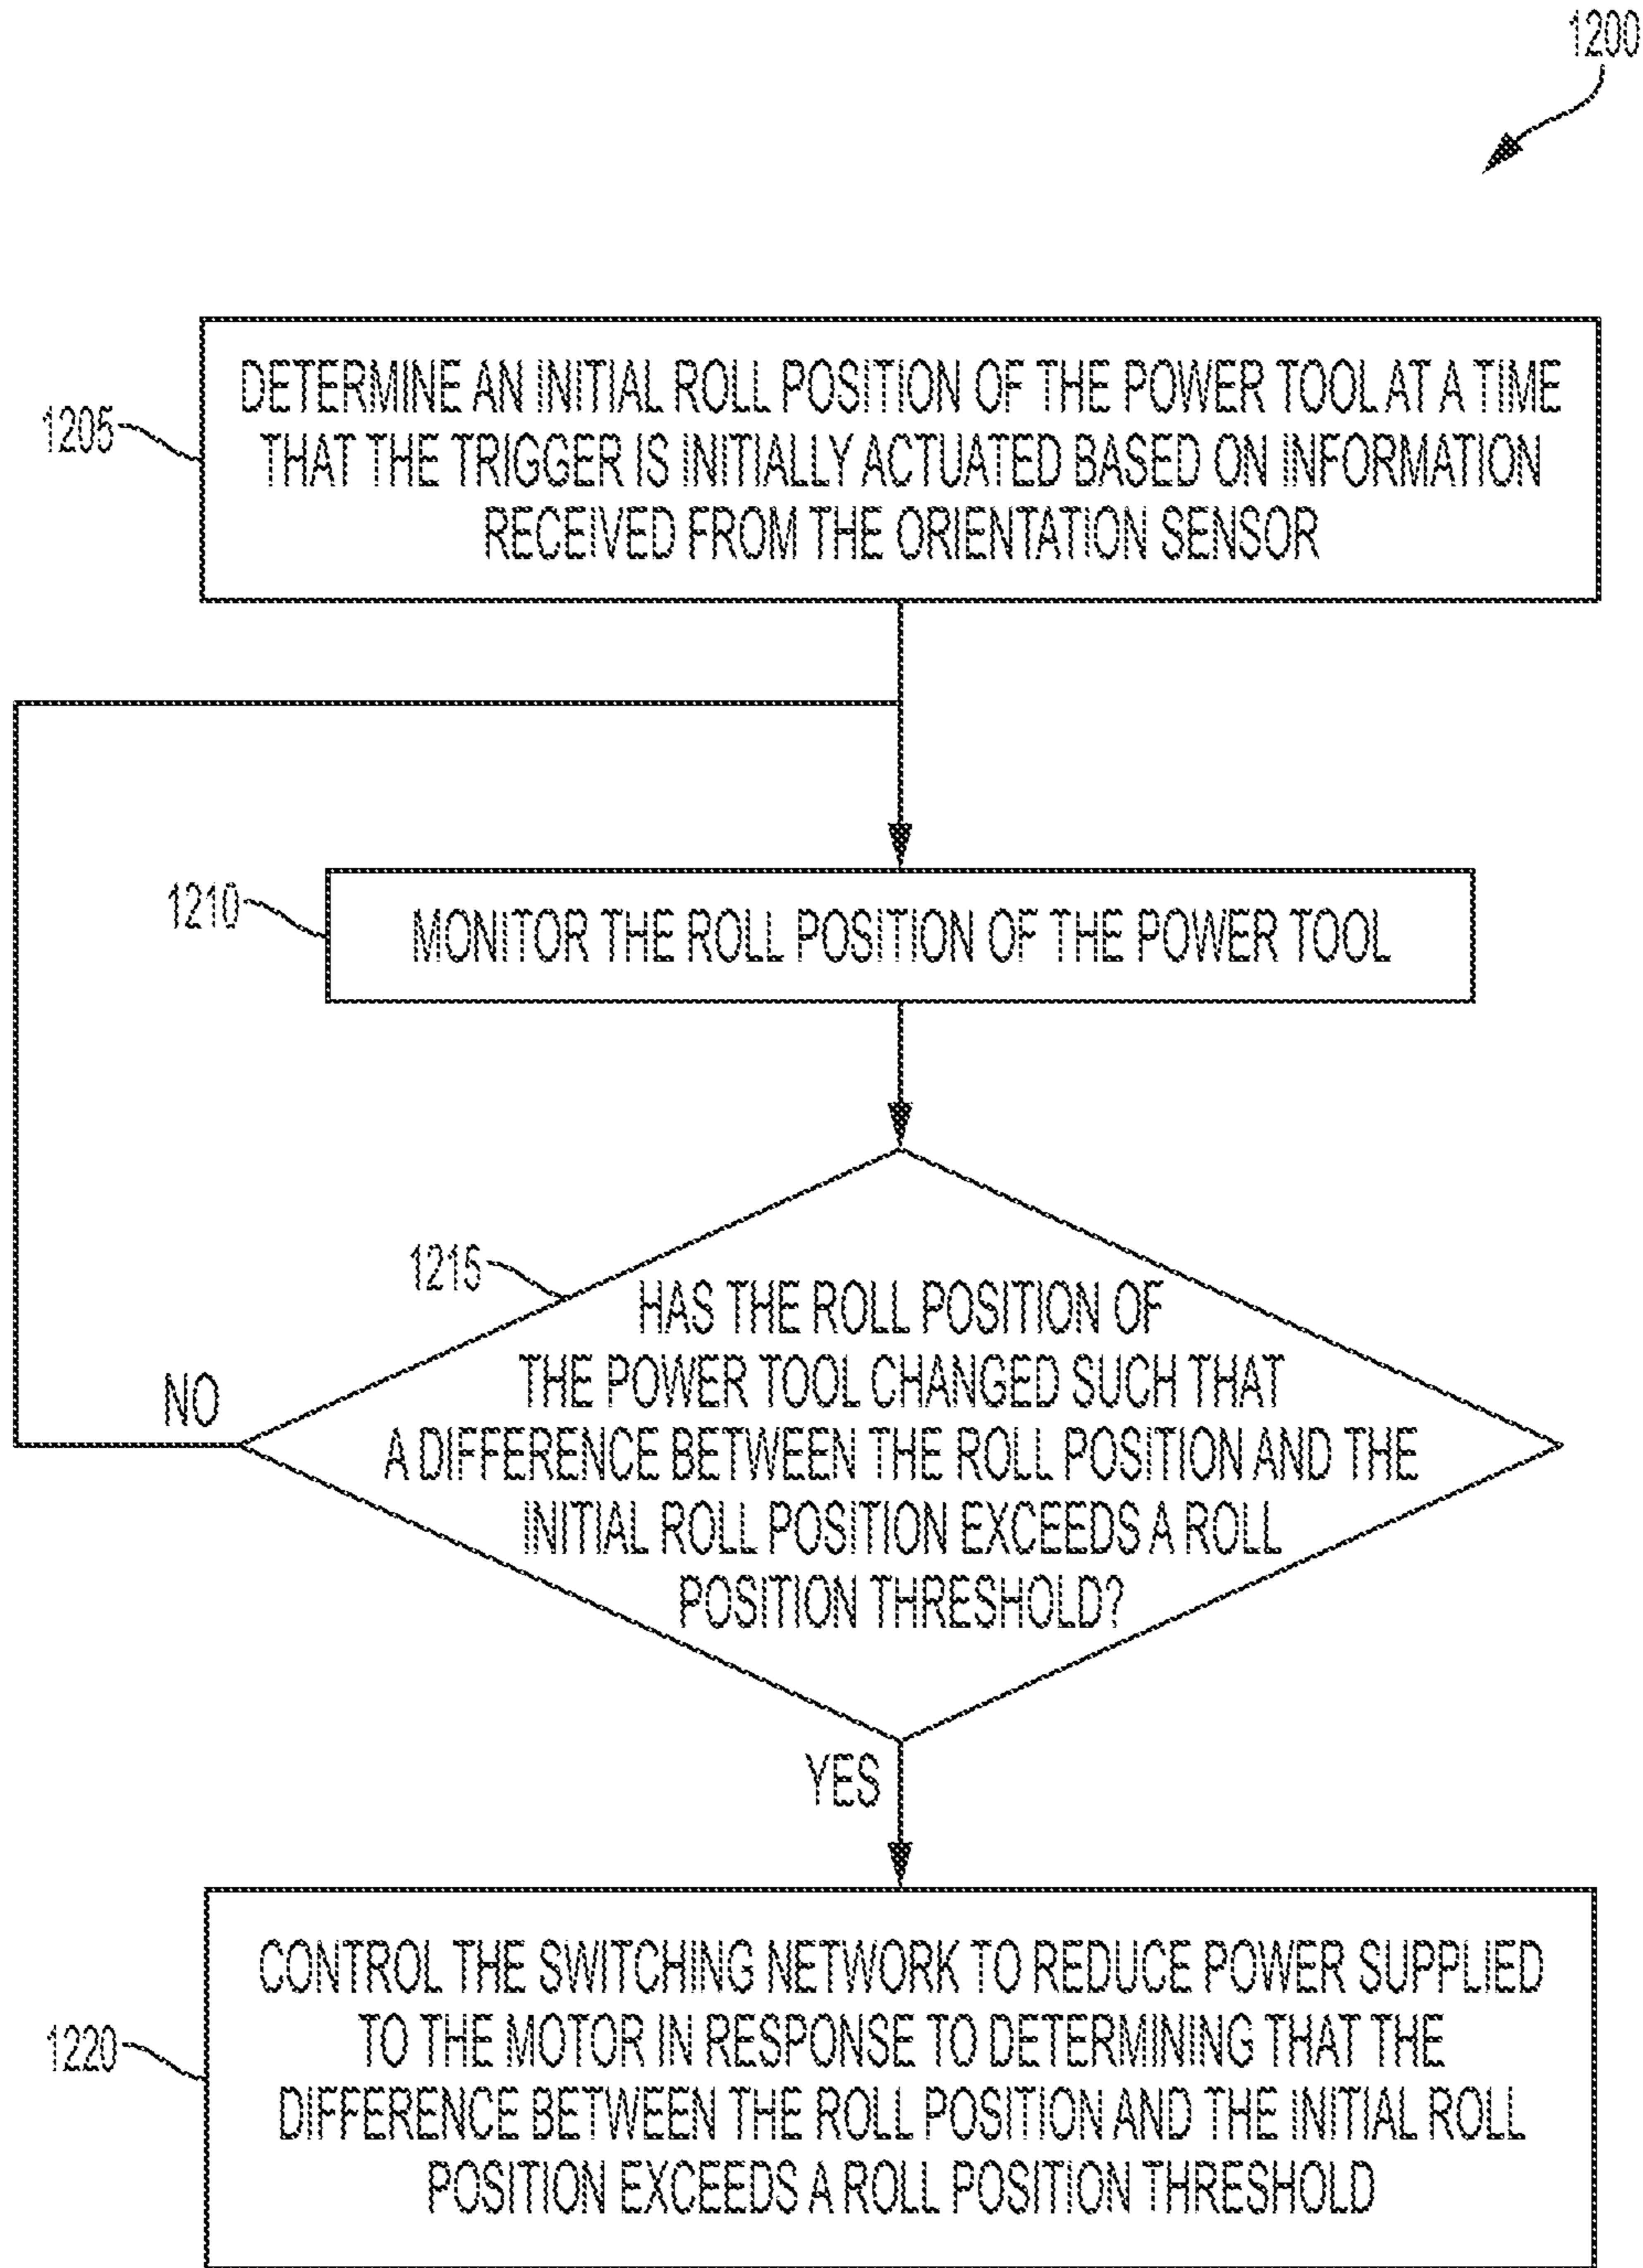 1200
1205
DETERMINE AN INITIAL ROLL POSITION OF THE POWER TOOL AT A TIME
THAT THE TRIGGER IS INITIALLY ACTUATED BASED ON INFORMATION
RECEIVED FROM THE ORIENTATION SENSOR
1210
MONITOR THE ROLL POSITION OF THE POWER TOOL
1215
HAS THE ROLL POSITION OF
THE POWER TOOL CHANGED SUCH THAT
A DIFFERENCE BETWEEN THE ROLL POSITION AND THE
INITIAL ROLL POSITION EXCEEDS A ROLL
POSITION THRESHOLD?
NO
YES
1220
CONTROL THE SWITCHING NETWORK TO REDUCE POWER SUPPLIED
TO THE MOTOR IN RESPONSE TO DETERMINING THAT THE
DIFFERENCE BETWEEN THE ROLL POSITION AND THE INITIAL ROLL
POSITION EXCEEDS A ROLL POSITION THRESHOLD